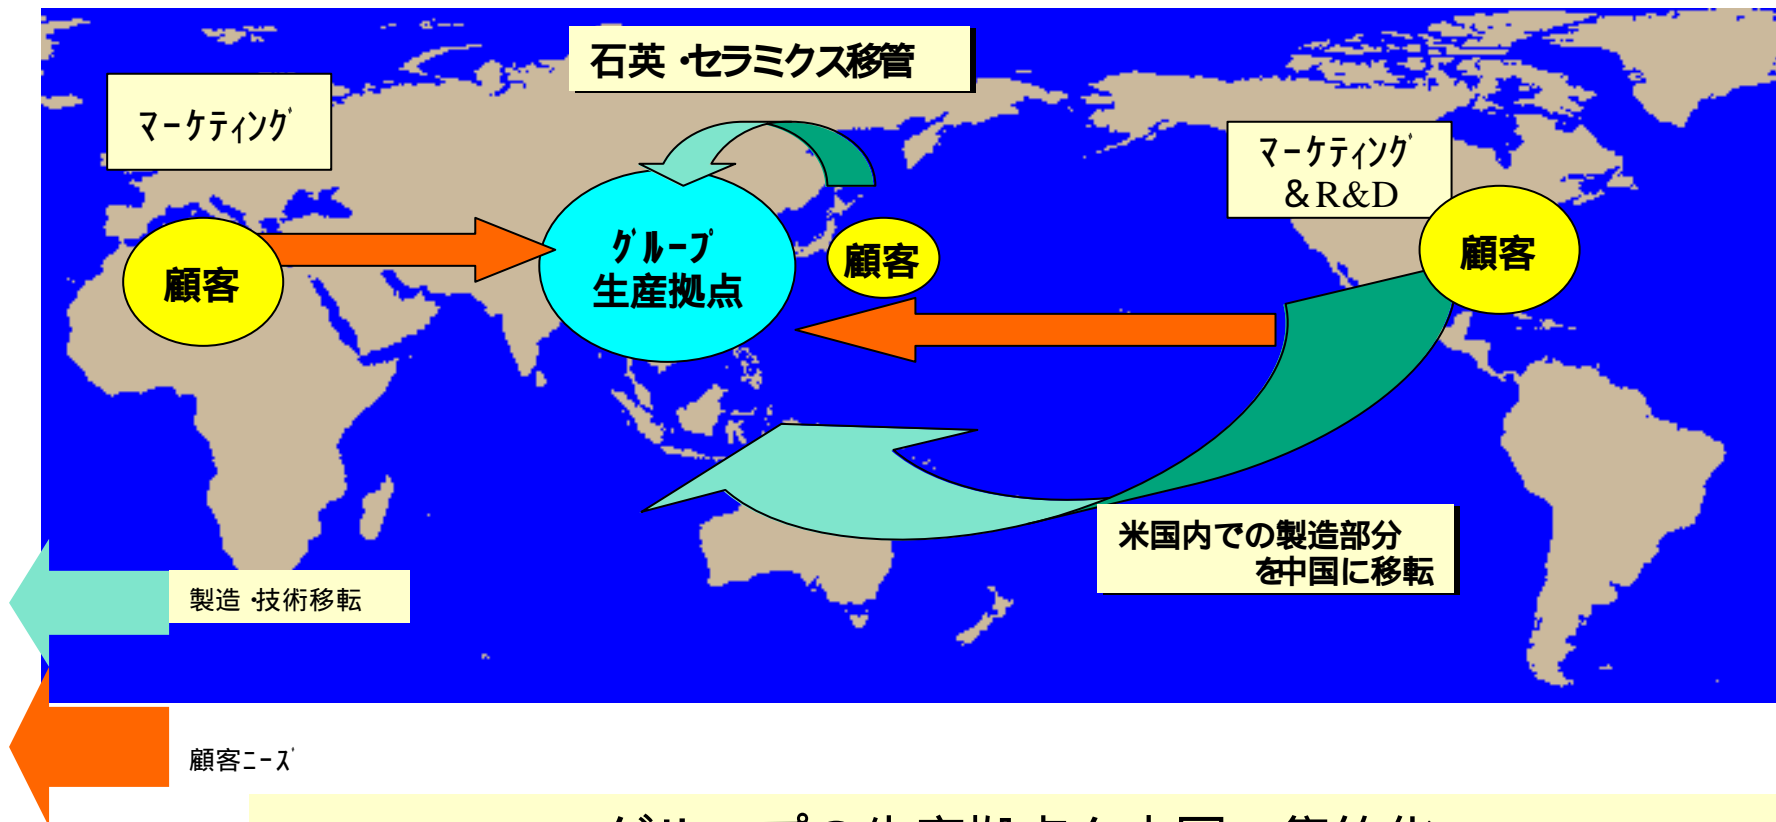 石英・セラミクス移管
マーケティング
マーケティング
＆R&D
グループ
生産拠点
顧客
顧客
顧客
米国内での製造部分
を中国に移転
製造・技術移転
顧客ニーズ